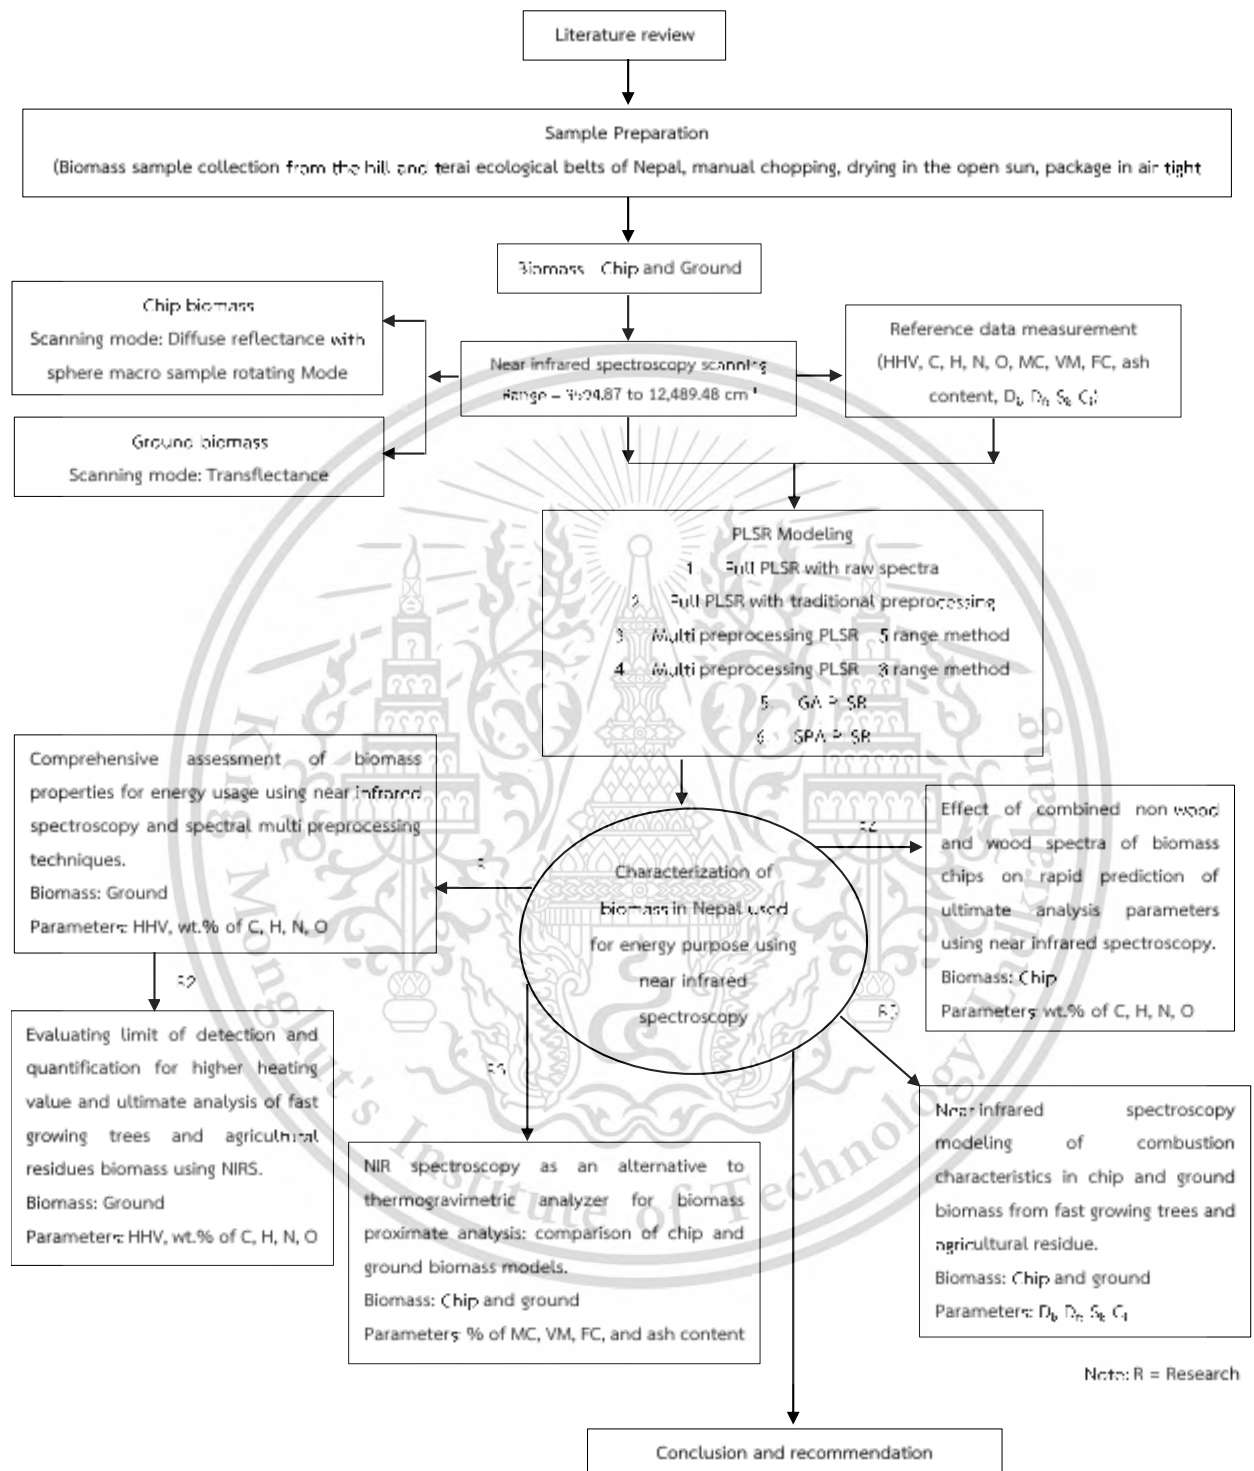 Literature review
Sample Preparation
(Biomass sample collection from the hill and terai ecological belts of Nepal, manual chopping, drying in the open sun, package in air tight
Biomass Chip and Ground
Chip biomass
Scanning mode: Diffuse reflectance with
sphere macro sample rotating Mode
Near infrared spectroscopy scanning
Range = to 12,489.48 cm
Reference data measurement
(HHV, C, H, N, O, MC, VM, FC, ash
content,
Ground biomass
Scanning mode: Transflectance
PLSR Modeling
1. Full PLSR with raw spectra
2. Full PLSR with traditional preprocessing
3. Multi preprocessing PLSR 5 range method
4. Multi preprocessing PLSR 3 range method
5. GA PLSR
6. SPA PLSR
Comprehensive assessment of biomass
properties for energy usage using near infrared
spectroscopy and spectral multi preprocessing
techniques.
Biomass: Ground
Parameters: HHV, wt.% of C, H, N, O
R2
Evaluating limit of detection and
quantification for higher heating
value and ultimate analysis of fast
growing trees and agricultural
residues biomass using NIRS.
Biomass: Ground
Parameters: HHV, wt.% of C, H, N, O
Characterization of
biomass in Nepal used
for energy purpose using
near infrared
spectroscopy
NIR spectroscopy as an alternative to
thermogravimetric analyzer for biomass
proximate analysis: comparison of chip and
ground biomass models.
Biomass: Chip and ground
Parameters: % of MC, VM, FC, and ash content
Effect of combined non wood
and wood spectra of biomass
chips on rapid prediction of
ultimate analysis parameters
using near infrared spectroscopy.
Biomass: Chip
Parameters: wt.% of C, H, N, O
Near infrared spectroscopy
modeling of combustion
characteristics in chip and ground
biomass from fast growing trees and
agricultural residue.
Biomass: Chip and ground
Parameters:
Note: R = Research
Conclusion and recommendation
King Mongkut's Institute of Technology Ladkrabang